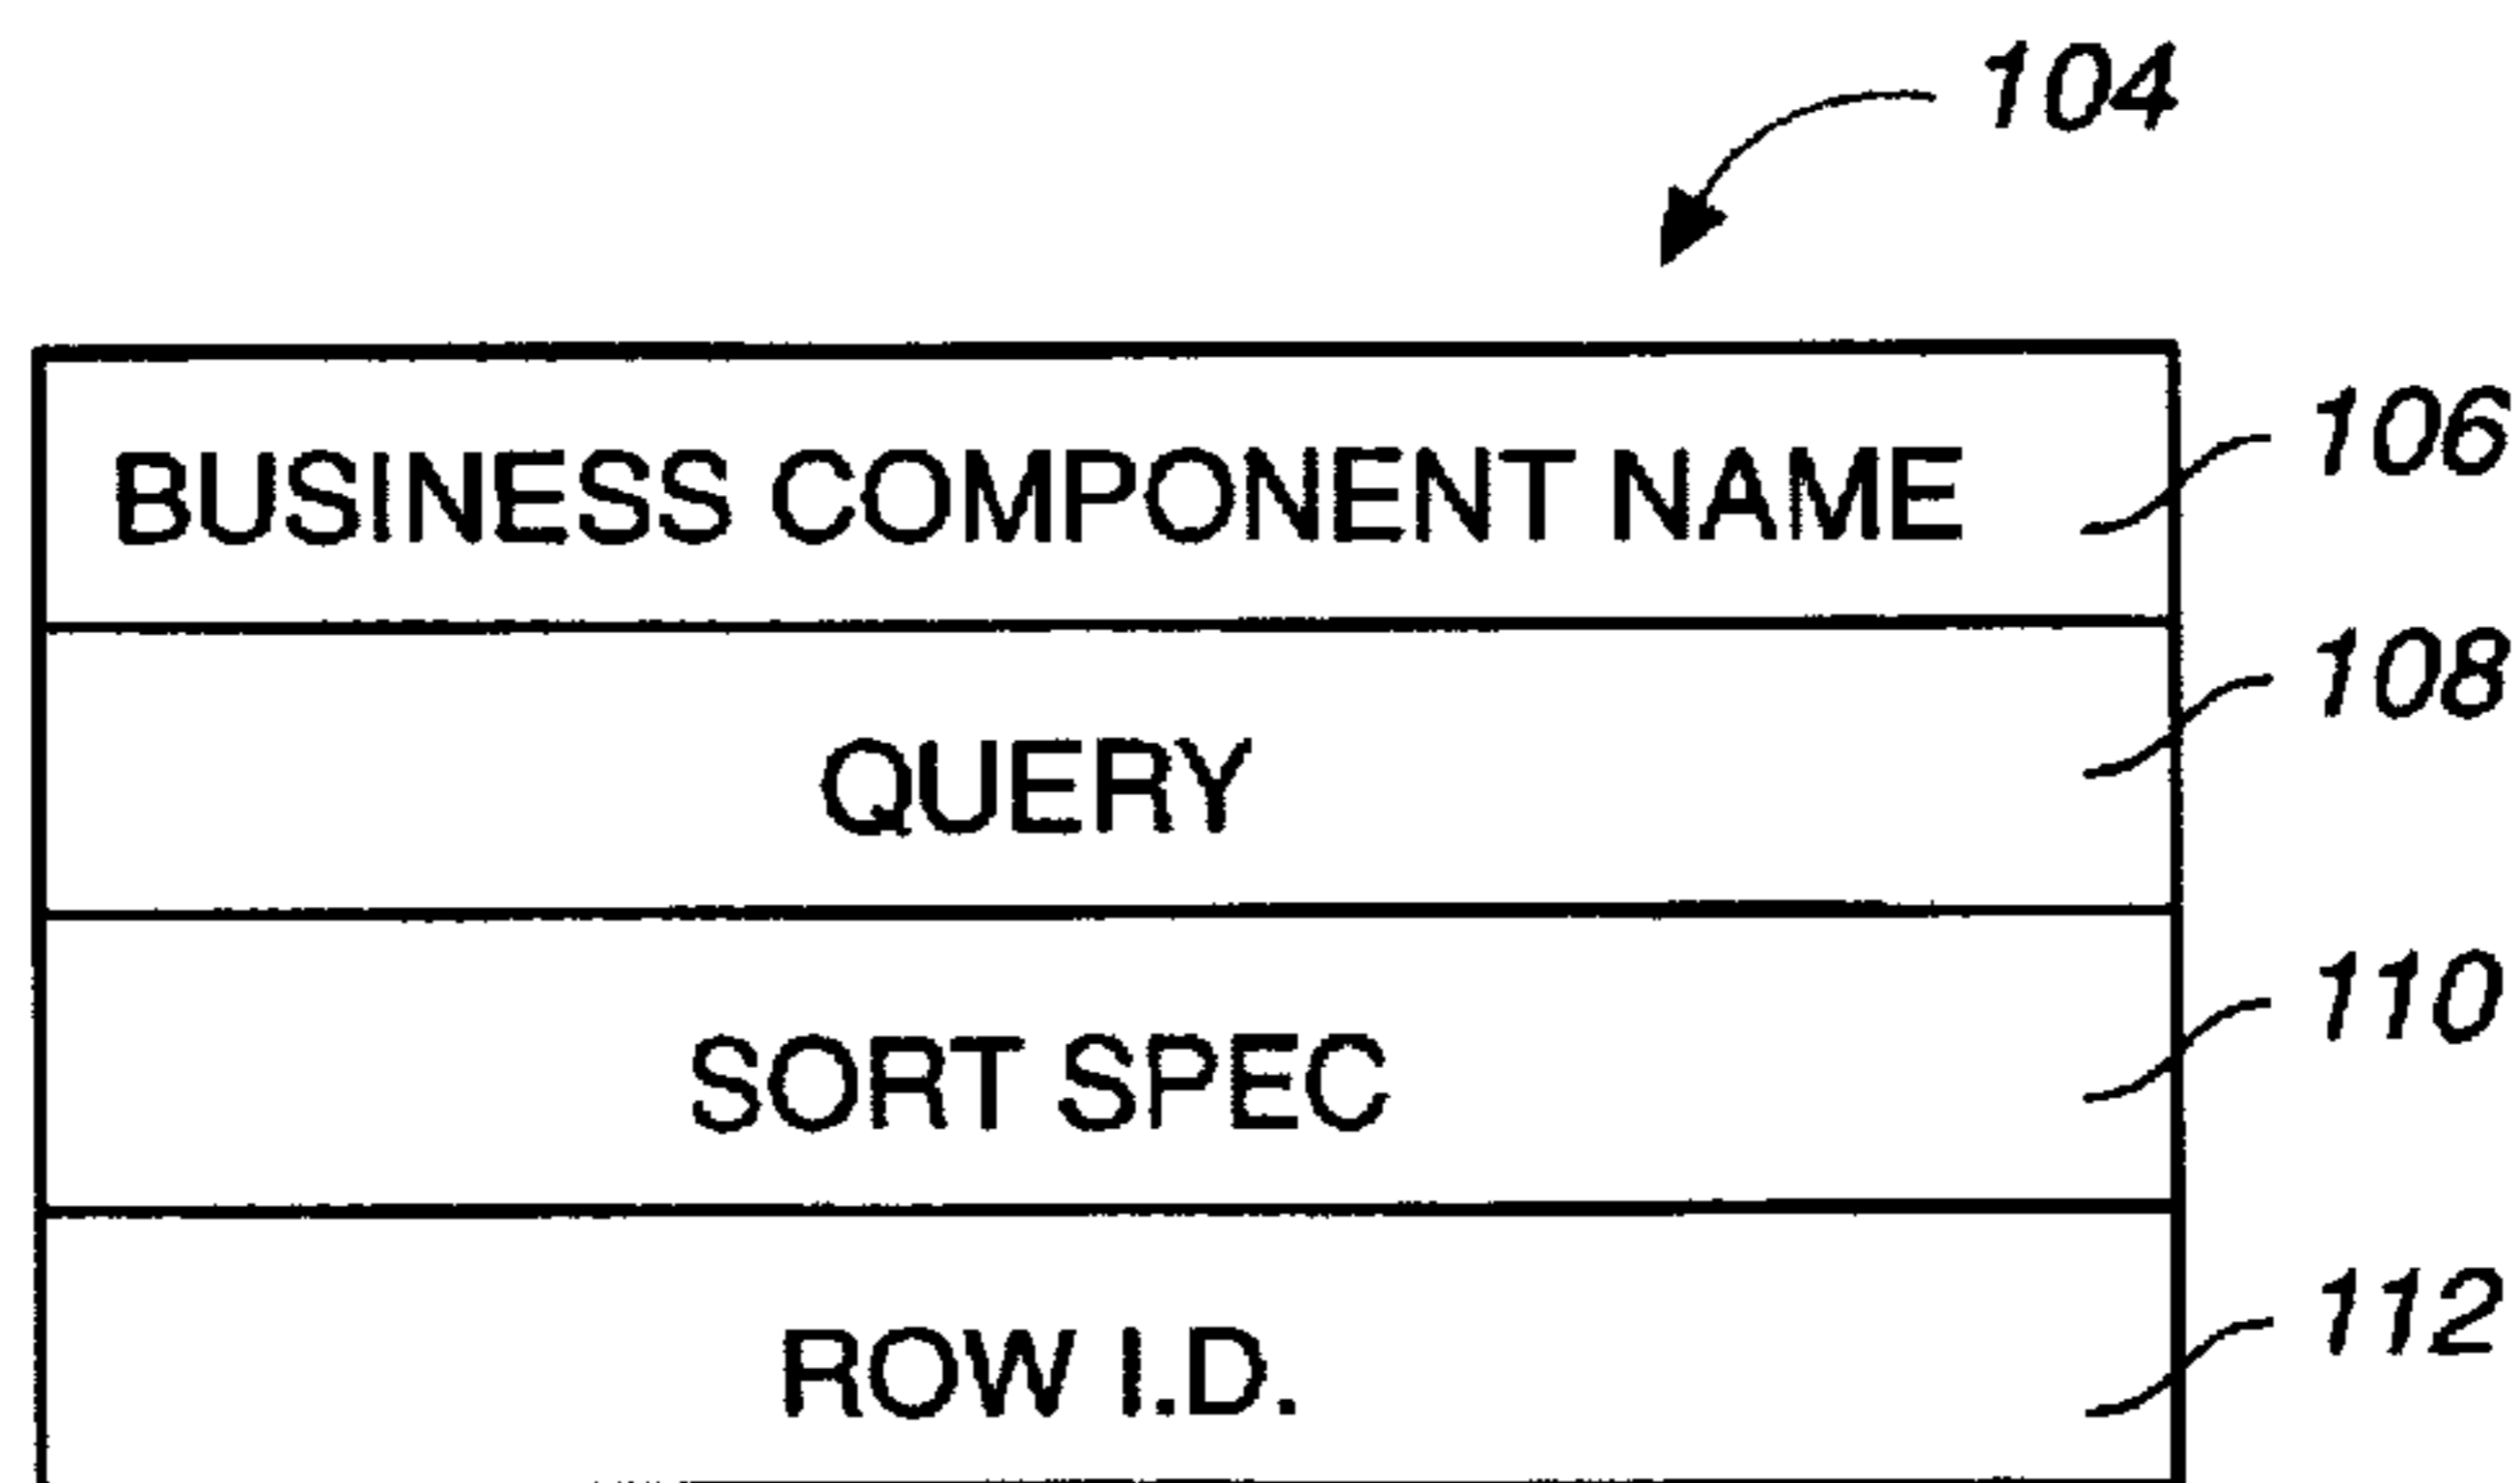 104
BUSINESS COMPONENT NAME
106
QUERY
108
SORT SPEC
110
ROW I.D.
112